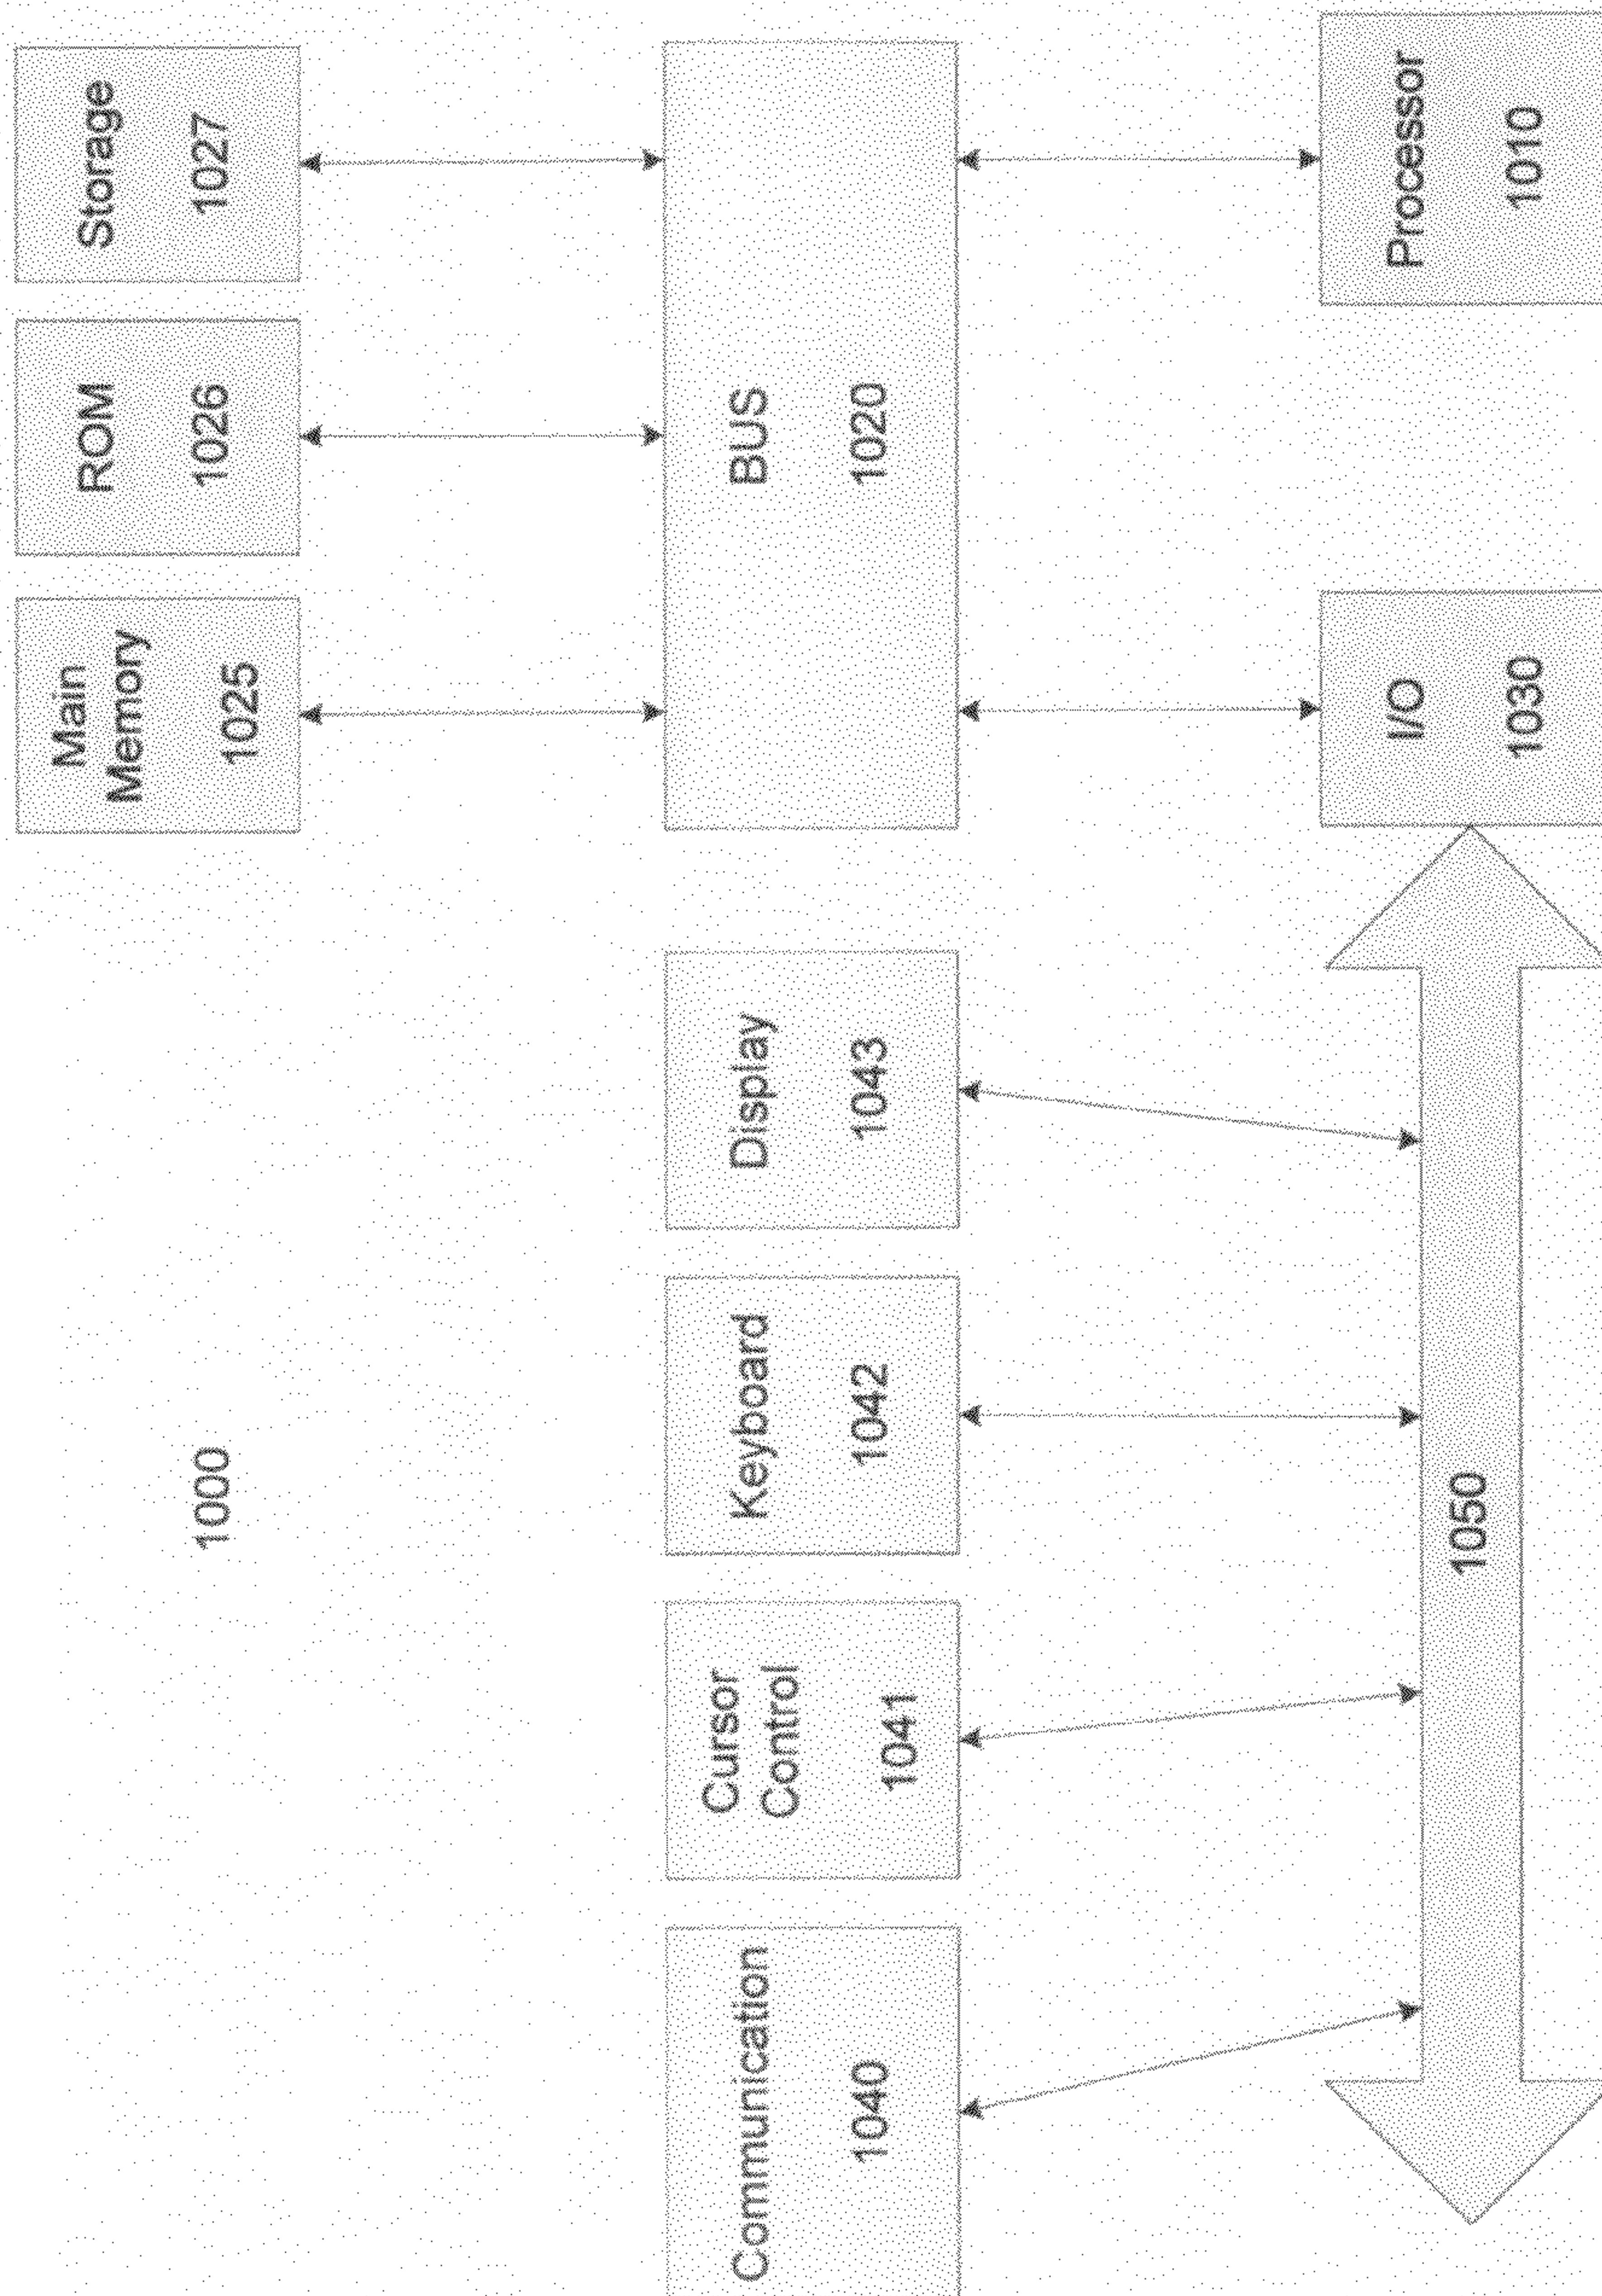 1000
Main
Memory
1025
ROM
1026
Storage
1027
Communication
1040
Cursor
Control
1041
Keyboard
1042
Display
1043
BUS
1020
1050
I/O
1030
Processor
1010